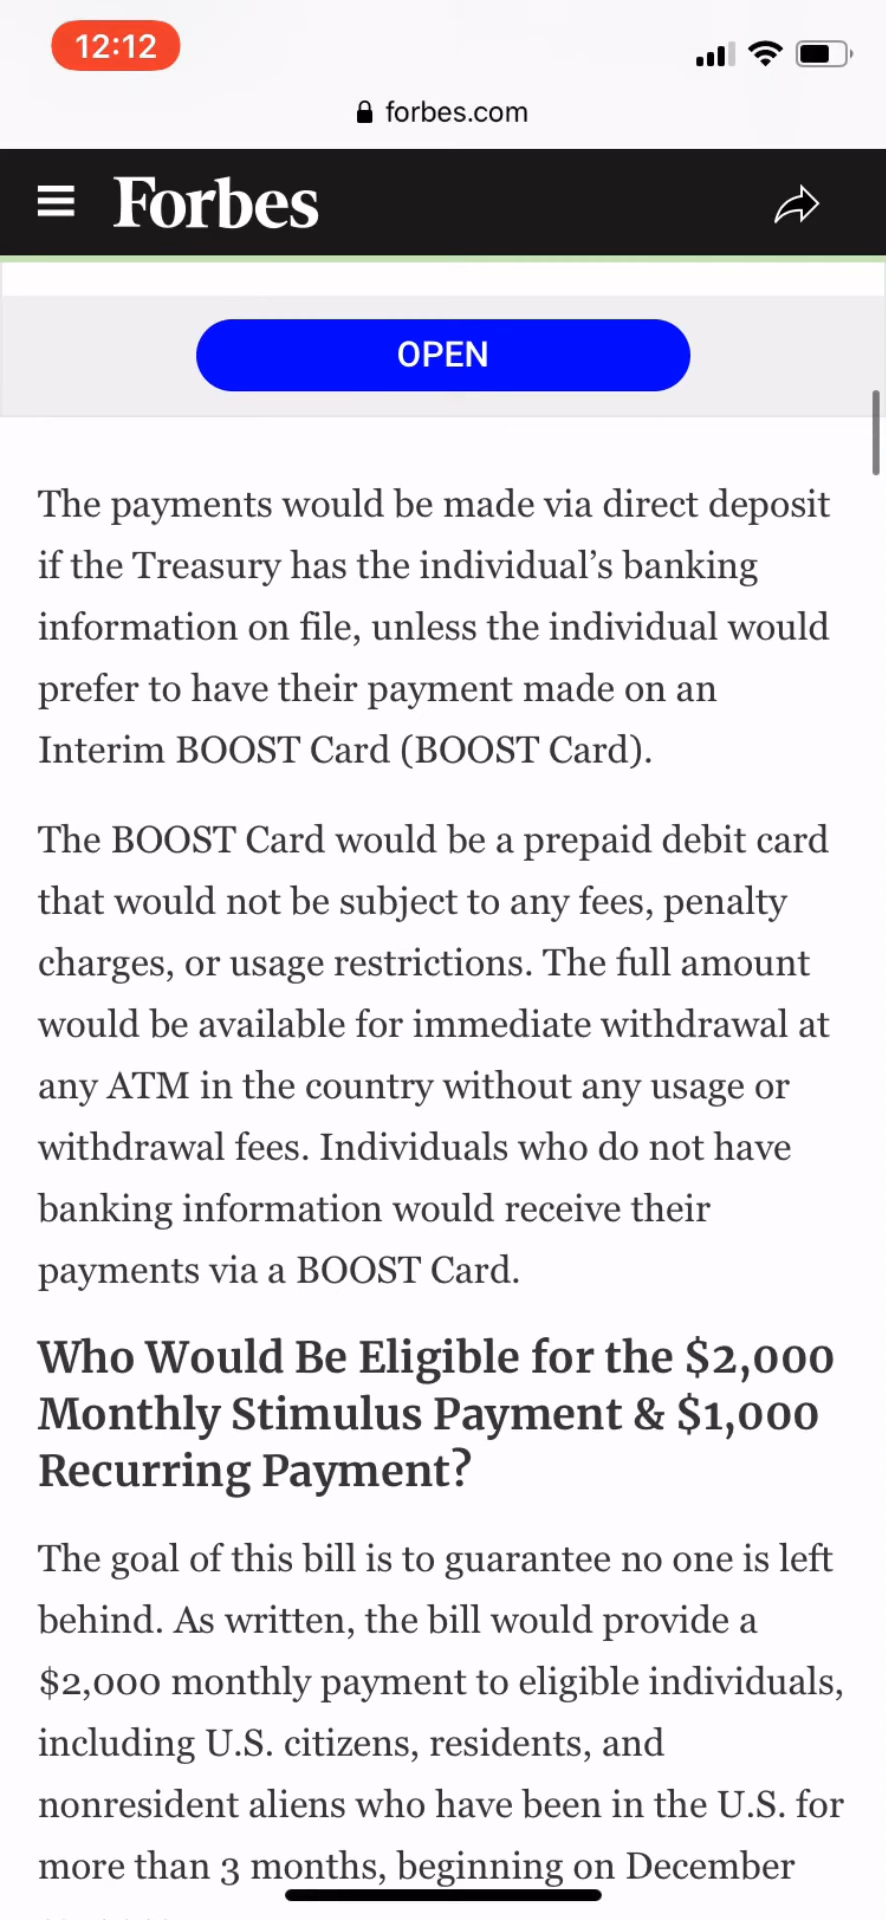 12:12
forbes.com
Forbes
OPEN
The payments would be made via direct deposit
if the Treasury has the individual’s banking
information on file, unless the individual would
prefer to have their payment made on an
Interim BOOST Card (BOOST Card).
The BOOST Card would be a prepaid debit card
that would not be subject to any fees, penalty
charges, or usage restrictions. The full amount
would be available for immediate withdrawal at
any ATM in the country without any usage or
withdrawal fees. Individuals who do not have
banking information would receive their
payments via a BOOST Card.
Who Would Be Eligible for the $2,000
Monthly Stimulus Payment & $1,000
Recurring Payment?
The goal of this bill is to guarantee no one is left
behind. As written, the bill would provide a
$2,000 monthly payment to eligible individuals,
including U.S. citizens, residents, and
nonresident aliens who have been in the U.S. for
more than 3 months, beginning on December